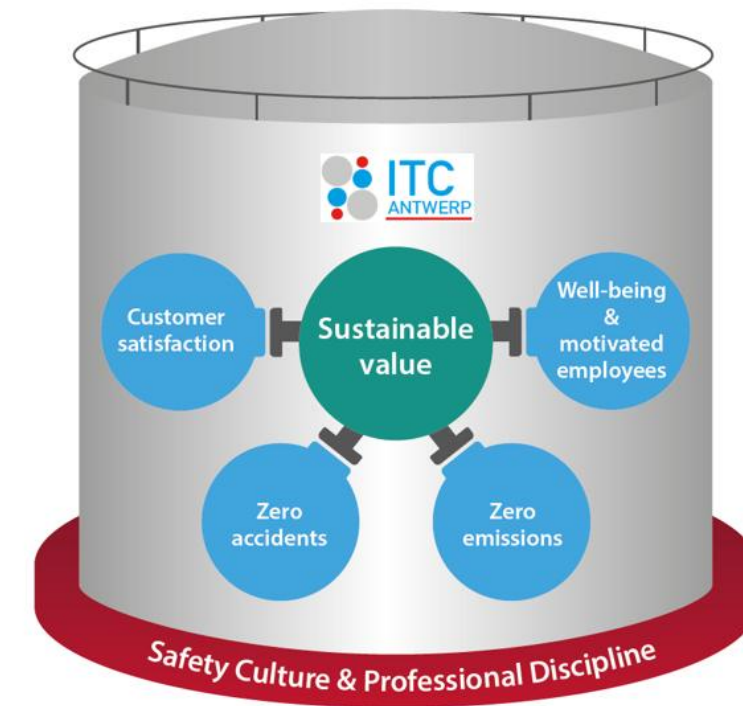 ITC
ANTWERP
Customer
satisfaction
Sustainable
value
Well-being
&
motivated
employees
Zero
accidents
Zero
emissions
Safety Culture & Professional Discipline